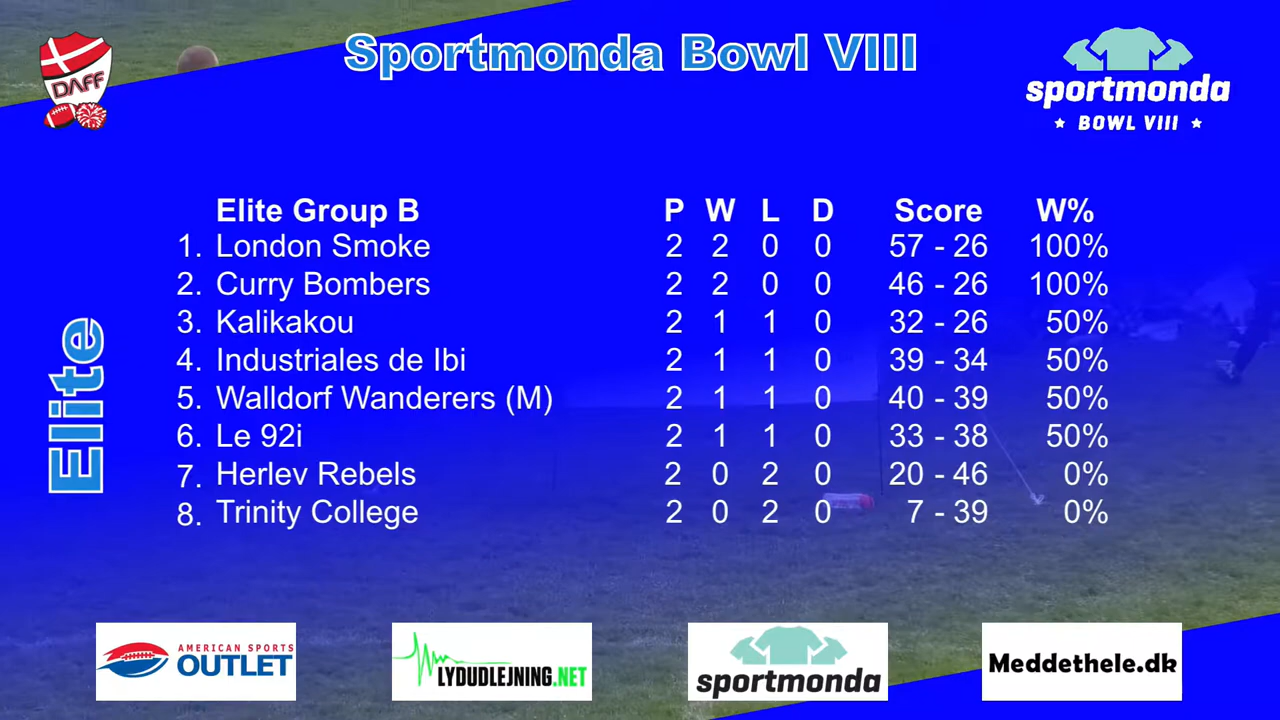 Sportmonda Bowl VIII
DAFF
sportmonda
BOWL VIII
Elite
Elite Group B P W L D Score W%
1. London Smoke 2 2 0 0 57 - 26 100%
2. Curry Bombers 2 2 0 0 46 - 26 100%
3. Kalikakou 2 1 1 0 32 - 26 50%
4. Industriales de Ibi 2 1 1 0 39 - 34 50%
5. Walldorf Wanderers (M) 2 1 1 0 40 - 39 50%
6. Le 92i 2 1 1 0 33 - 38 50%
7. Herlev Rebels 2 0 2 0 20 - 46 0%
8. Trinity College 2 0 2 0 7 - 39 0%
AMERICAN SPORTS
OUTLET
LYDUDLEJNING.NET
sportmonda
Meddethele.dk